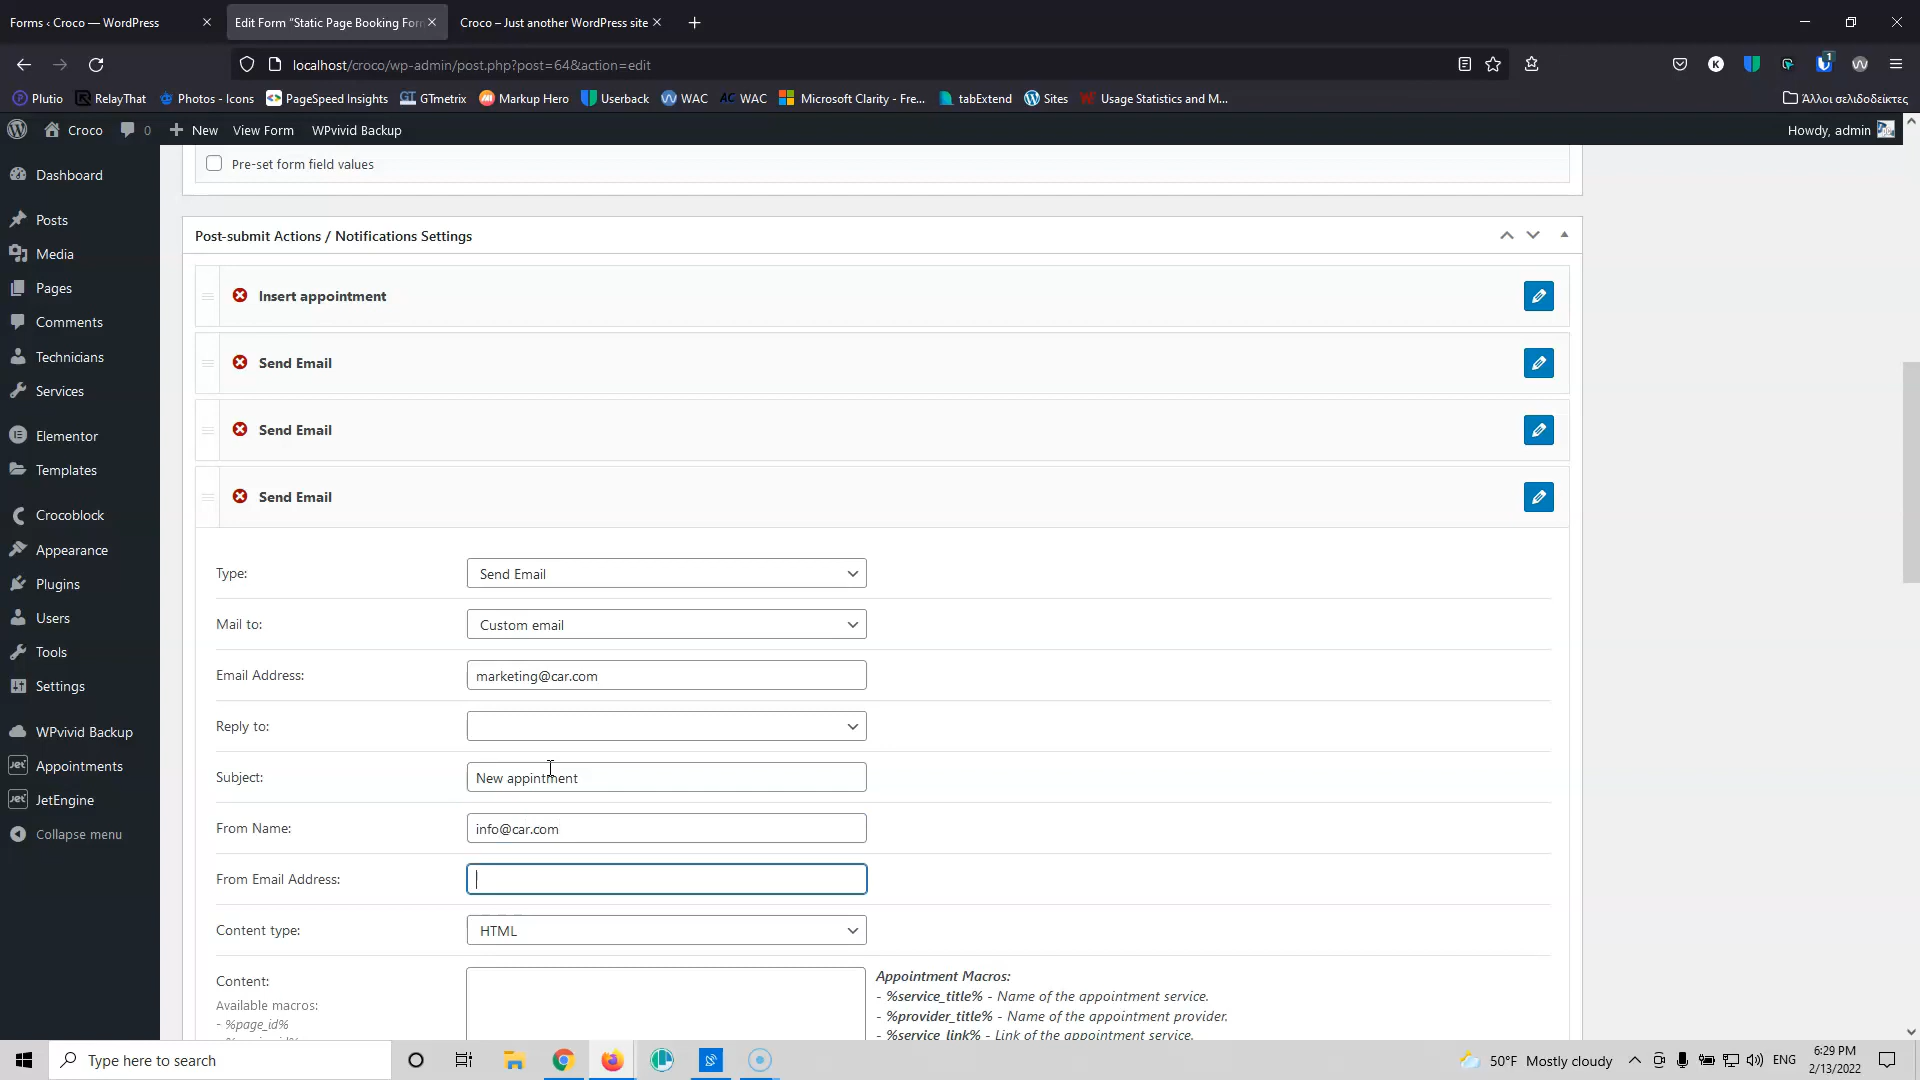 Forms ‹ Croco — WordPress
Edit Form "Static Page Booking For
Croco – Just another WordPress site
localhost/croco/wp-admin/post.php?post=64&action=edit
Plutio
RelayThat
Photos - Icons
PageSpeed Insights
GTmetrix
Markup Hero
Userback
WAC
WAC
Microsoft Clarity - Fre...
tabExtend
Sites
Usage Statistics and M...
Άλλοι σελιδοδείκτες
Croco
0
New
View Form
WPvivid Backup
Howdy, admin
Dashboard
Posts
Media
Pages
Comments
Technicians
Services
Elementor
Templates
Crocoblock
Appearance
Plugins
Users
Tools
Settings
WPvivid Backup
Appointments
JetEngine
Collapse menu
Pre-set form field values
Post-submit Actions / Notifications Settings
Insert appointment
Send Email
Send Email
Send Email
Type:
Send Email
Mail to:
Custom email
Email Address:
marketing@car.com
Reply to:
Subject:
New appintment
From Name:
info@car.com
From Email Address:
Content type:
HTML
Content:
Available macros:
- %page_id%
Appointment Macros:
- %service_title% - Name of the appointment service.
- %provider_title% - Name of the appointment provider.
- %service_link% - Link of the appointment service.
Type here to search
50°F Mostly cloudy
ENG
6:29 PM
2/13/2022